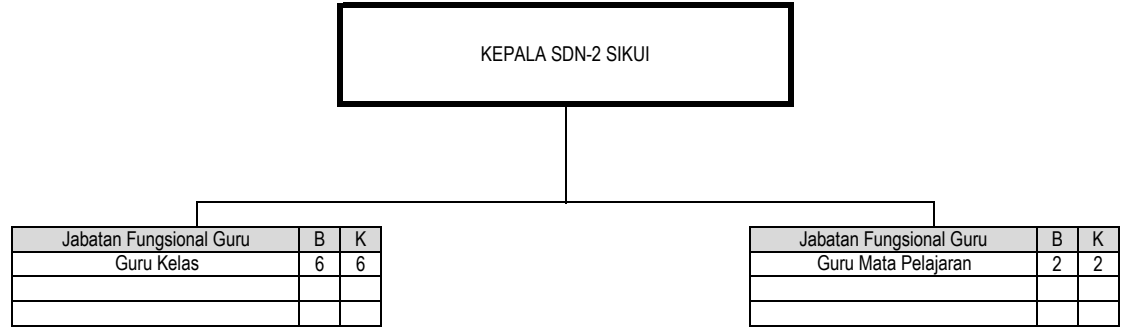 KEPALA SDN-2 SIKUI
Jabatan Fungsional Guru B K
Guru Kelas 6 6
Jabatan Fungsional Guru B K
Guru Mata Pelajaran 2 2